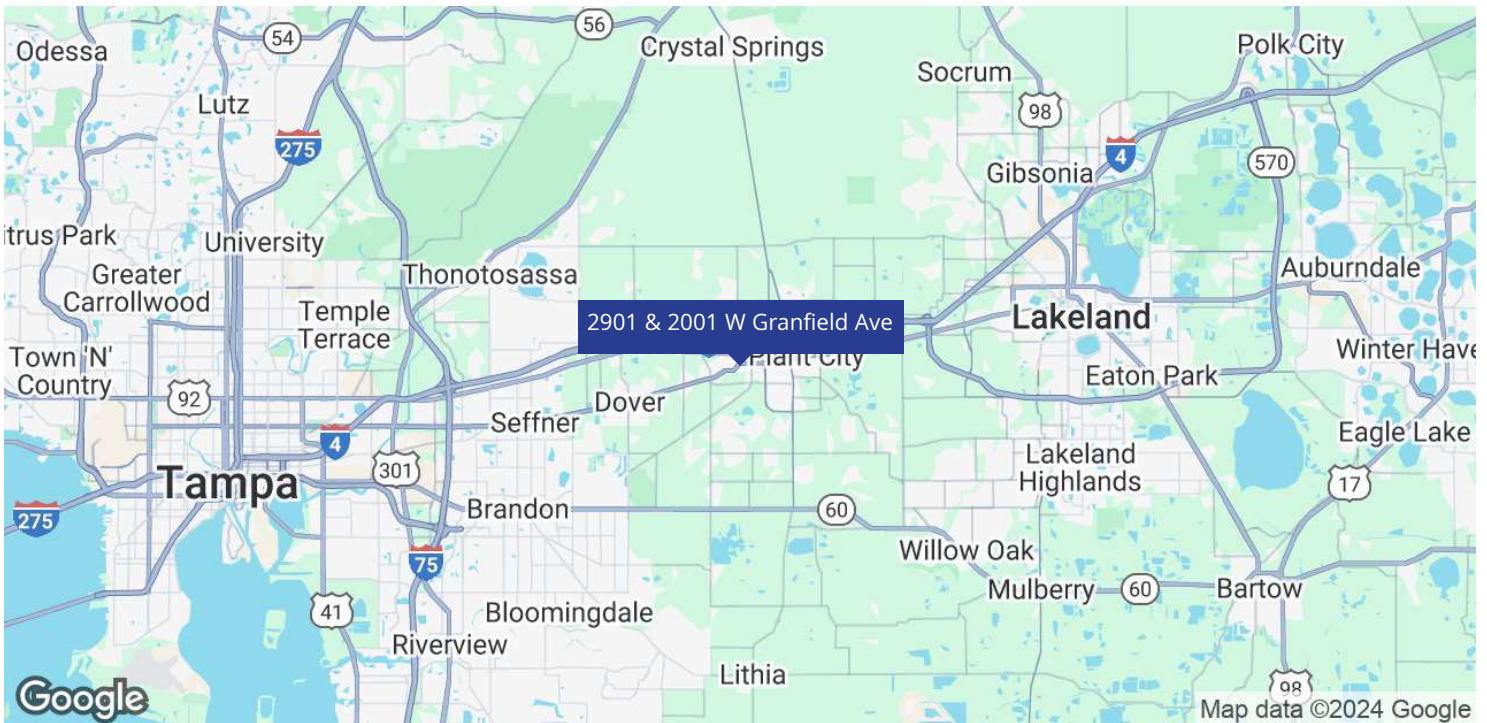 Odessa
54
56
Crystal Springs
Polk City
Socrum
Lutz
98
275
4
Gibsonia
570
itrus Park
University
Greater
Carrollwood
Thonotosassa
Auburndale
Temple
Terrace
2901 & 2001 W Granfield Ave
Lakeland
Town 'N'
Country
Plant City
Winter Have
92
Dover
Eaton Park
Seffner
4
Eagle Lake
301
Lakeland
Highlands
Tampa
17
275
Brandon
60
75
Willow Oak
Mulberry
60
Bartow
41
Bloomingdale
Riverview
Lithia
98
Google
Map data ©2024 Google